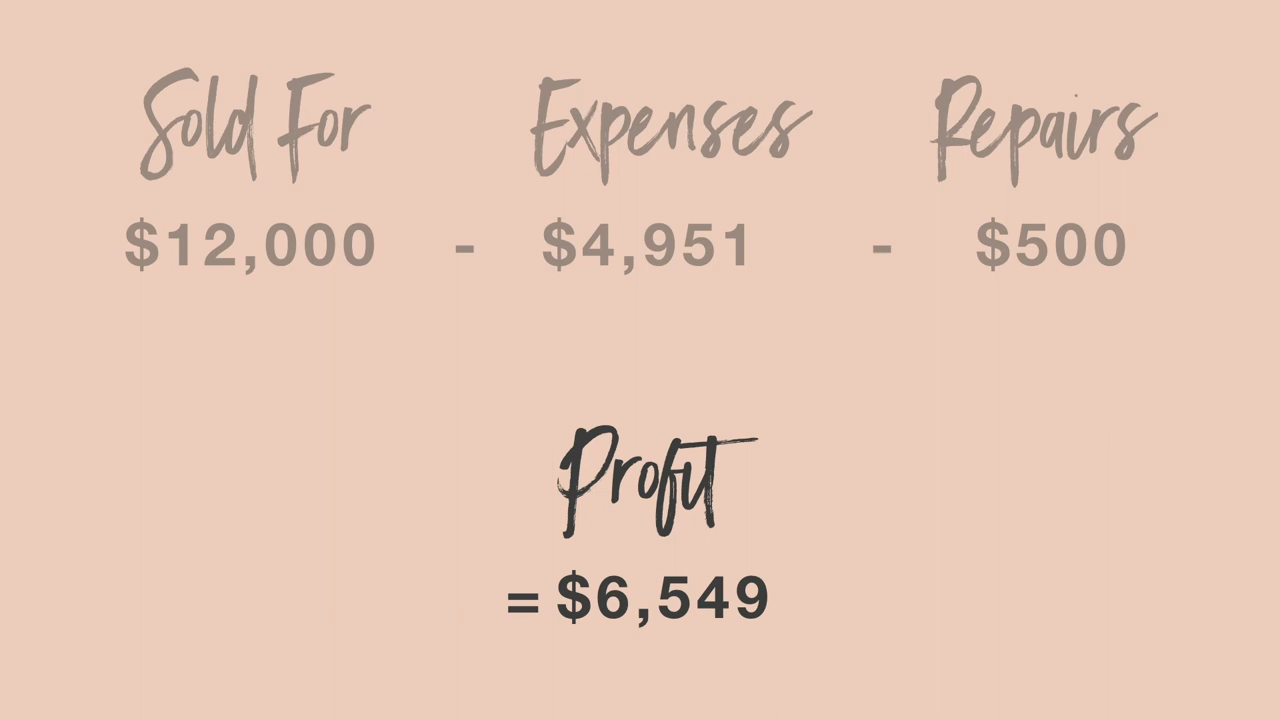 Sold For Expenses Repairs
$12,000 - $4,951 - $500
Profit
= $6,549